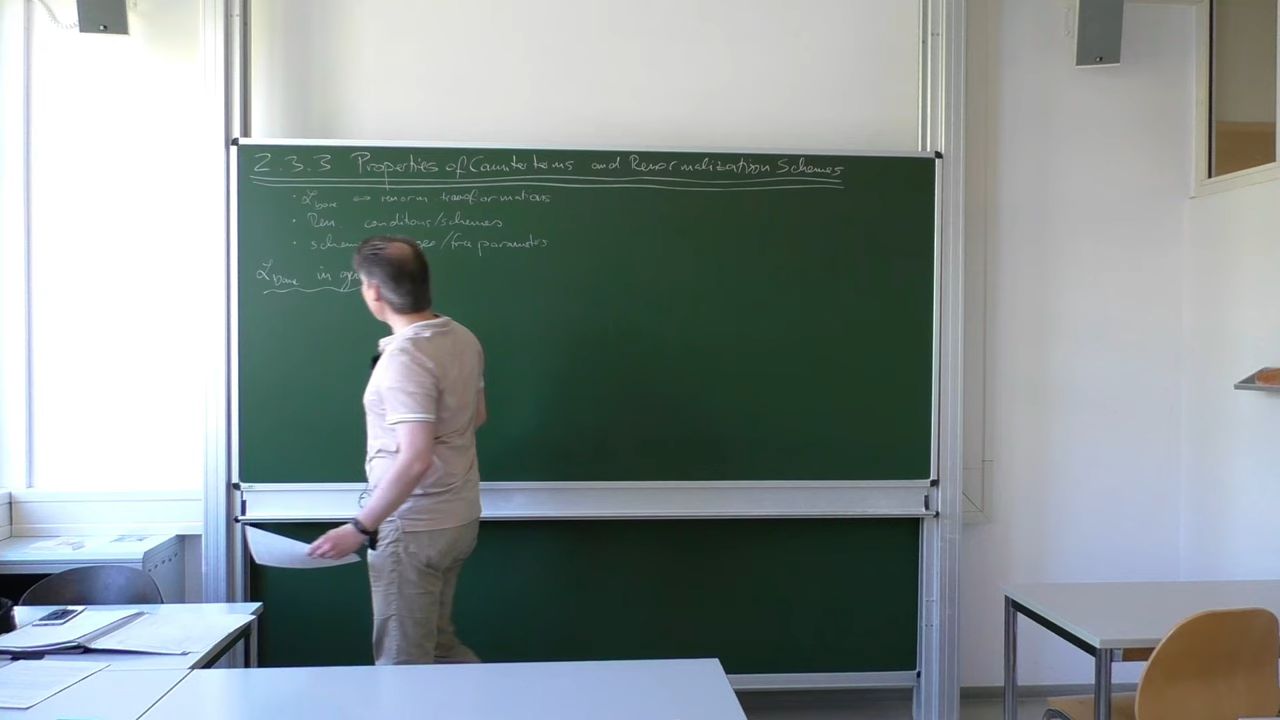 2.3.3 Properties of Counterterms and Renormalization Schemes
· ℒbare ↔ renorm. transformations
· Ren. conditions/schemes
· schem /free parameters
ℒbare in